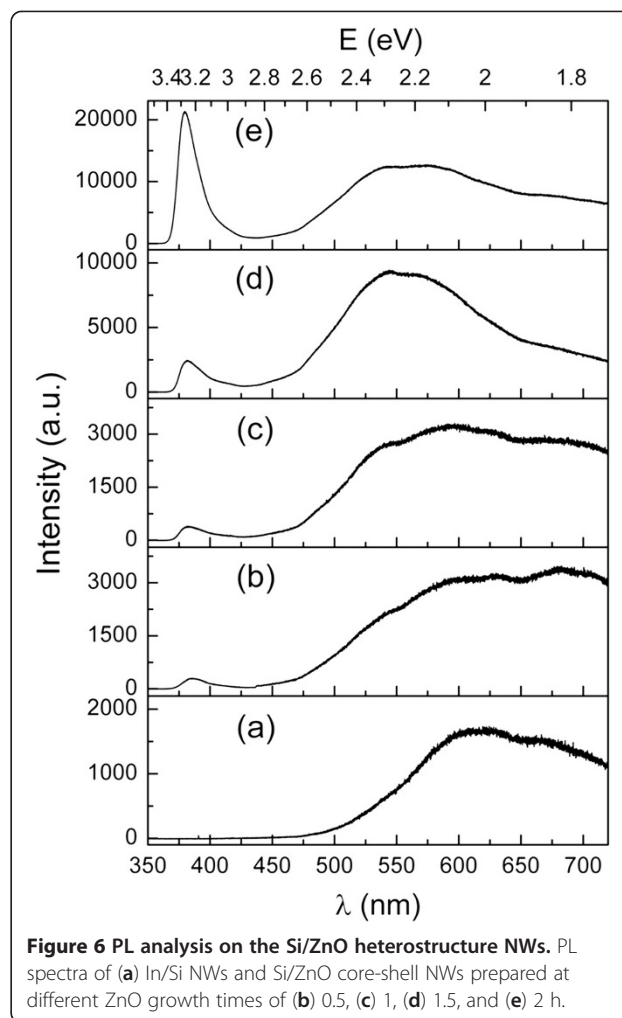 E (eV)
3.4 3.2 3 2.8 2.6 2.4 2.2 2 1.8
20000
(e)
10000
0
10000
(d)
5000
0
3000
(c)
1500
0
3000
(b)
1500
0
2000
(a)
1000
0
Intensity (a.u.)
350 400 450 500 550 600 650 700
λ (nm)
Figure 6 PL analysis on the Si/ZnO heterostructure NWs. PL
spectra of (a) In/Si NWs and Si/ZnO core-shell NWs prepared at
different ZnO growth times of (b) 0.5, (c) 1, (d) 1.5, and (e) 2 h.